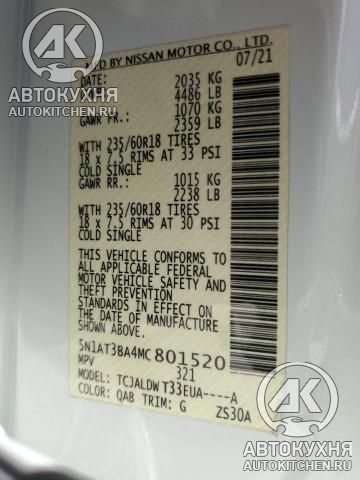 MFD BY NISSAN MOTOR CO., LTD.
DATE: 07/21
GVWR: 2035 KG
4486 LB
GAWR FR.: 1070 KG
2359 LB
WITH 235/60R18 TIRES
18 x 7.5 RIMS AT 33 PSI
COLD SINGLE
GAWR RR.: 1015 KG
2238 LB
WITH 235/60R18 TIRES
18 x 7.5 RIMS AT 30 PSI
COLD SINGLE
THIS VEHICLE CONFORMS TO
ALL APPLICABLE FEDERAL
MOTOR VEHICLE SAFETY AND
THEFT PREVENTION
STANDARDS IN EFFECT ON
THE DATE OF MANUFACTURE
SHOWN ABOVE.
5N1AT3BA4MC801520
MPV 321
TCJALDWT33EUA----A
COLOR: QAB TRIM: G ZS30A
АВТОКУХНЯ
AUTOKITCHEN.RU
АВТОКУХНЯ
AUTOKITCHEN.RU